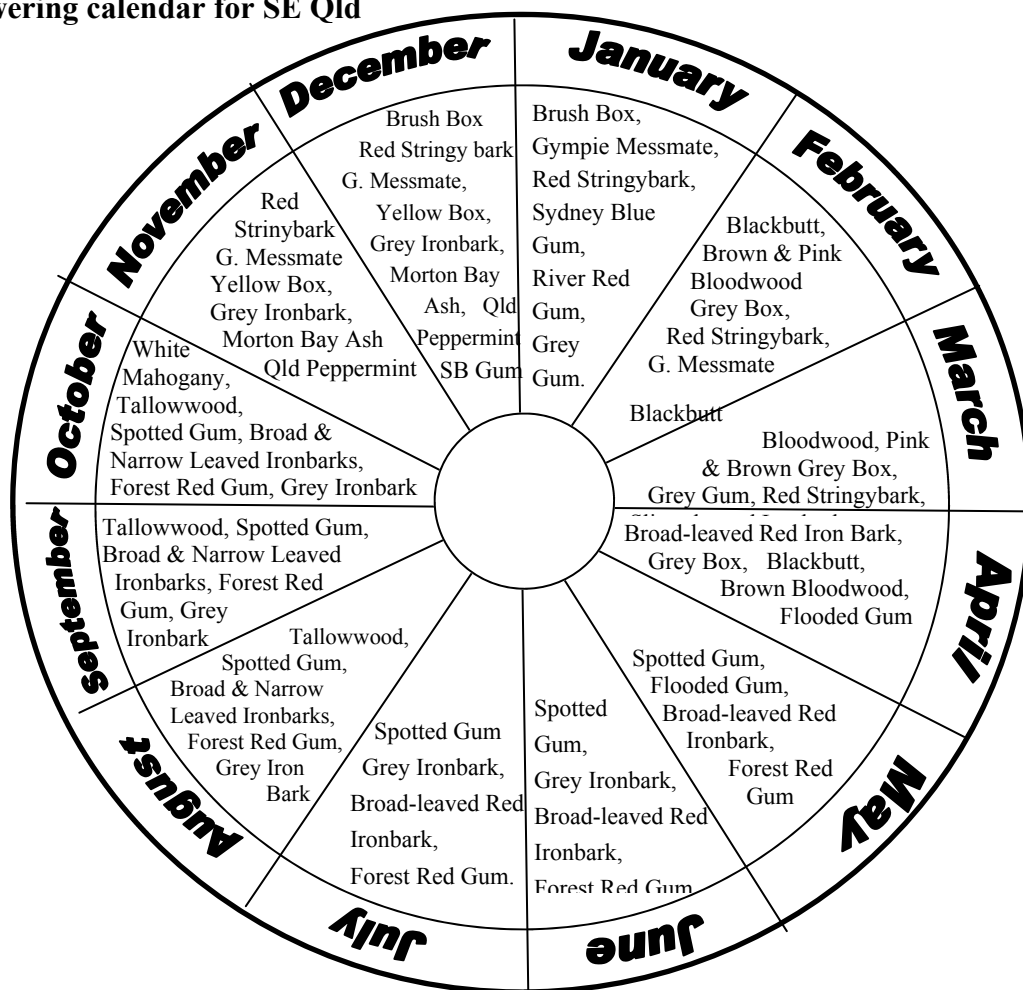 wering calendar for SE Qld
January
Brush Box,
Gympie Messmate,
Red Stringybark,
Sydney Blue
Gum,
River Red
Gum,
Grey
Gum.
February
Blackbutt,
Brown & Pink
Bloodwood
Grey Box,
Red Stringybark,
G. Messmate
March
Blackbutt
Bloodwood, Pink
& Brown Grey Box,
Grey Gum, Red Stringybark,
April
Broad-leaved Red Iron Bark,
Grey Box, Blackbutt,
Brown Bloodwood,
Flooded Gum
May
Spotted Gum,
Flooded Gum,
Broad-leaved Red
Ironbark,
Forest Red
Gum
June
Spotted
Gum,
Grey Ironbark,
Broad-leaved Red
Ironbark,
Forest Red Gum
July
Spotted Gum
Grey Ironbark,
Broad-leaved Red
Ironbark,
Forest Red Gum.
August
Tallowwood,
Spotted Gum,
Broad & Narrow
Leaved Ironbarks,
Forest Red Gum,
Grey Iron
Bark
September
Tallowwood, Spotted Gum,
Broad & Narrow Leaved
Ironbarks, Forest Red
Gum, Grey
Ironbark
October
White
Mahogany,
Tallowwood,
Spotted Gum, Broad &
Narrow Leaved Ironbarks,
Forest Red Gum, Grey Ironbark
November
Red
Strinybark
G. Messmate
Yellow Box,
Grey Ironbark,
Morton Bay Ash
Qld Peppermint
December
Brush Box
Red Stringy bark
G. Messmate,
Yellow Box,
Grey Ironbark,
Morton Bay
Ash, Qld
Peppermint
SB Gum